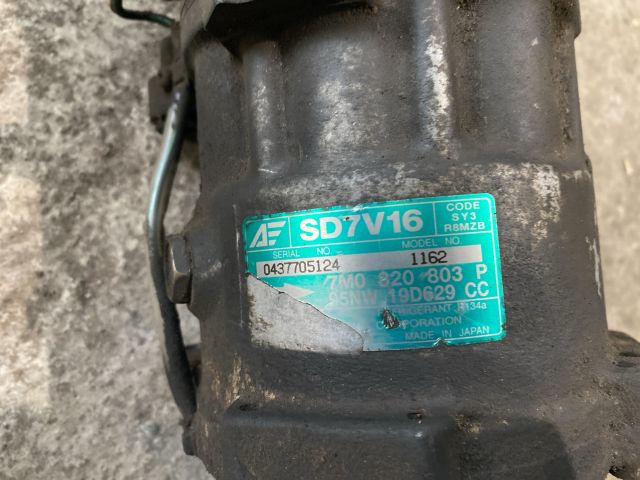 AF SD7V16 CODE
SY3
R8MZB
SERIAL NO. MODEL NO.
0437705124 1162
7M0 820 803 P
95NW 19D629 CC
REFRIGERANT R134a
CORPORATION
MADE IN JAPAN